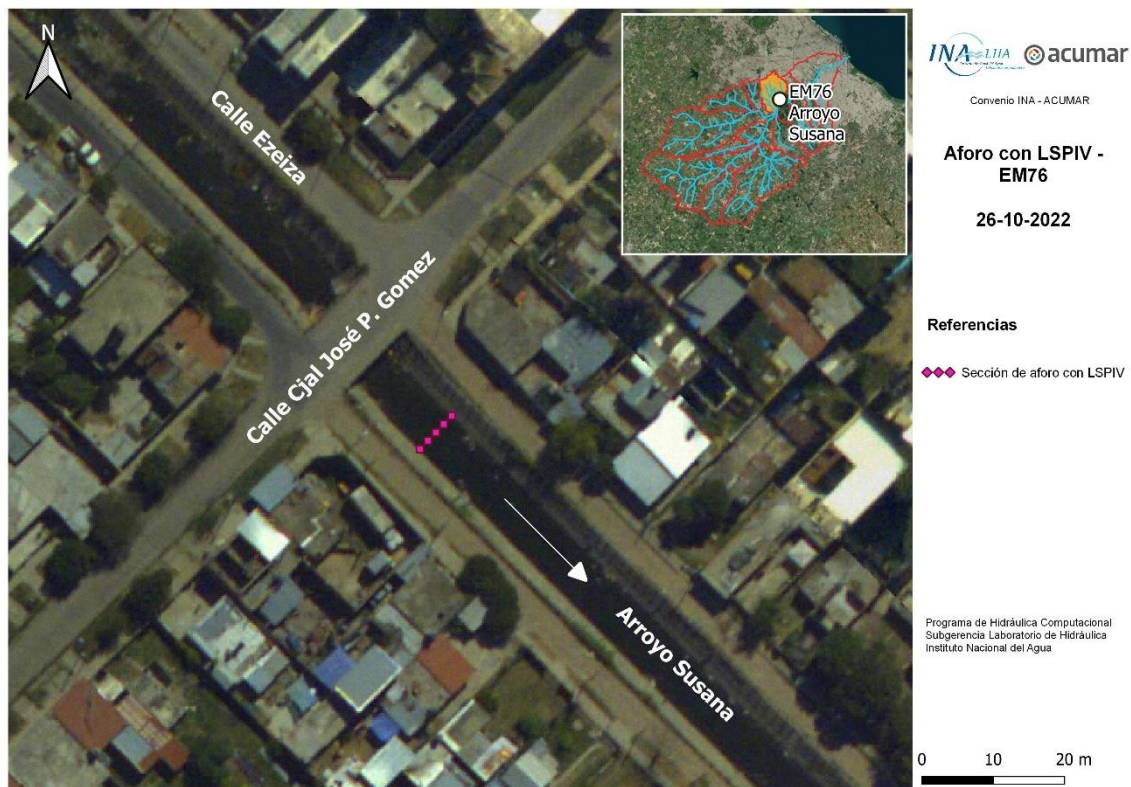 N
Calle Ezeiza
Calle Cjal José P. Gomez
Arroyo Susana
EM76
Arroyo
Susana
INA LHA
acumar
Convenio INA - ACUMAR
Aforo con LSPIV -
EM76
26-10-2022
Referencias
Sección de aforo con LSPIV
Programa de Hidráulica Computacional
Subgerencia Laboratorio de Hidráulica
Instituto Nacional del Agua
0 10 20 m